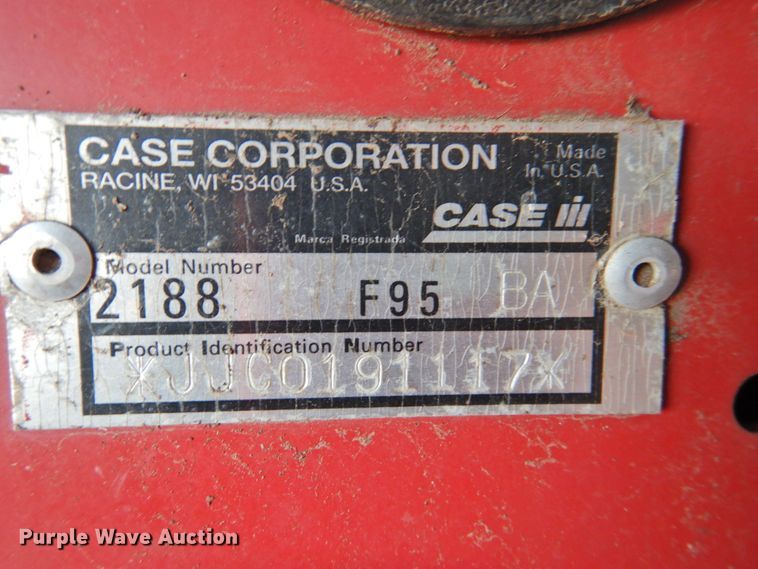 CASE CORPORATION
Made
In U.S.A.
RACINE, WI 53404 U.S.A.
CASE III
Marca Registrada
Model Number
2188 F95 BA
Product Identification Number
*JJC0191117*
Purple Wave Auction